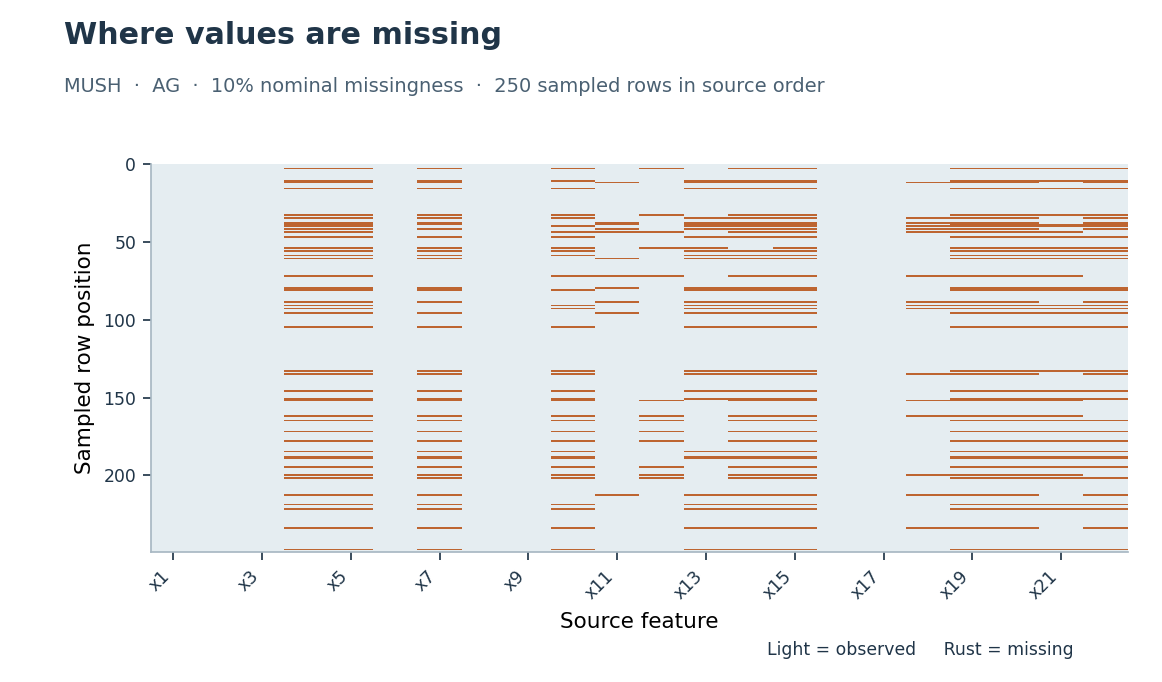 Where values are missing
MUSH · AG · 10% nominal missingness · 250 sampled rows in source order
0
50
100
150
200
Sampled row position
x1 x3 x5 x7 x9 x11 x13 x15 x17 x19 x21
Source feature
Light = observed Rust = missing